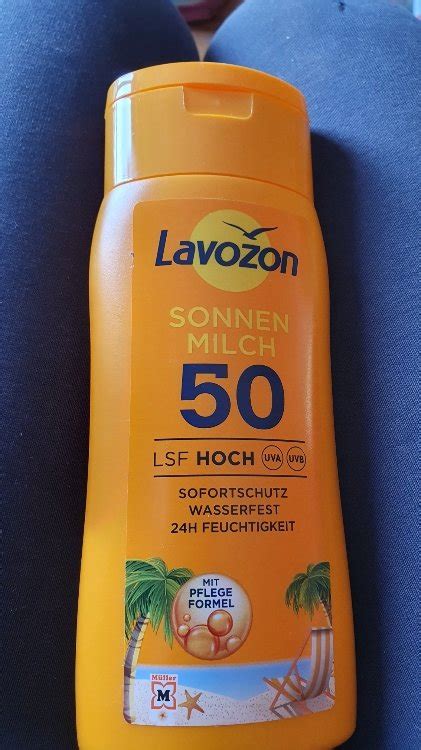 Lavozon
SONNEN
MILCH
50
LSF HOCH UVA UVB
SOFORTSCHUTZ
WASSERFEST
24H FEUCHTIGKEIT
MIT
PFLEGE
FORMEL
Müller
M